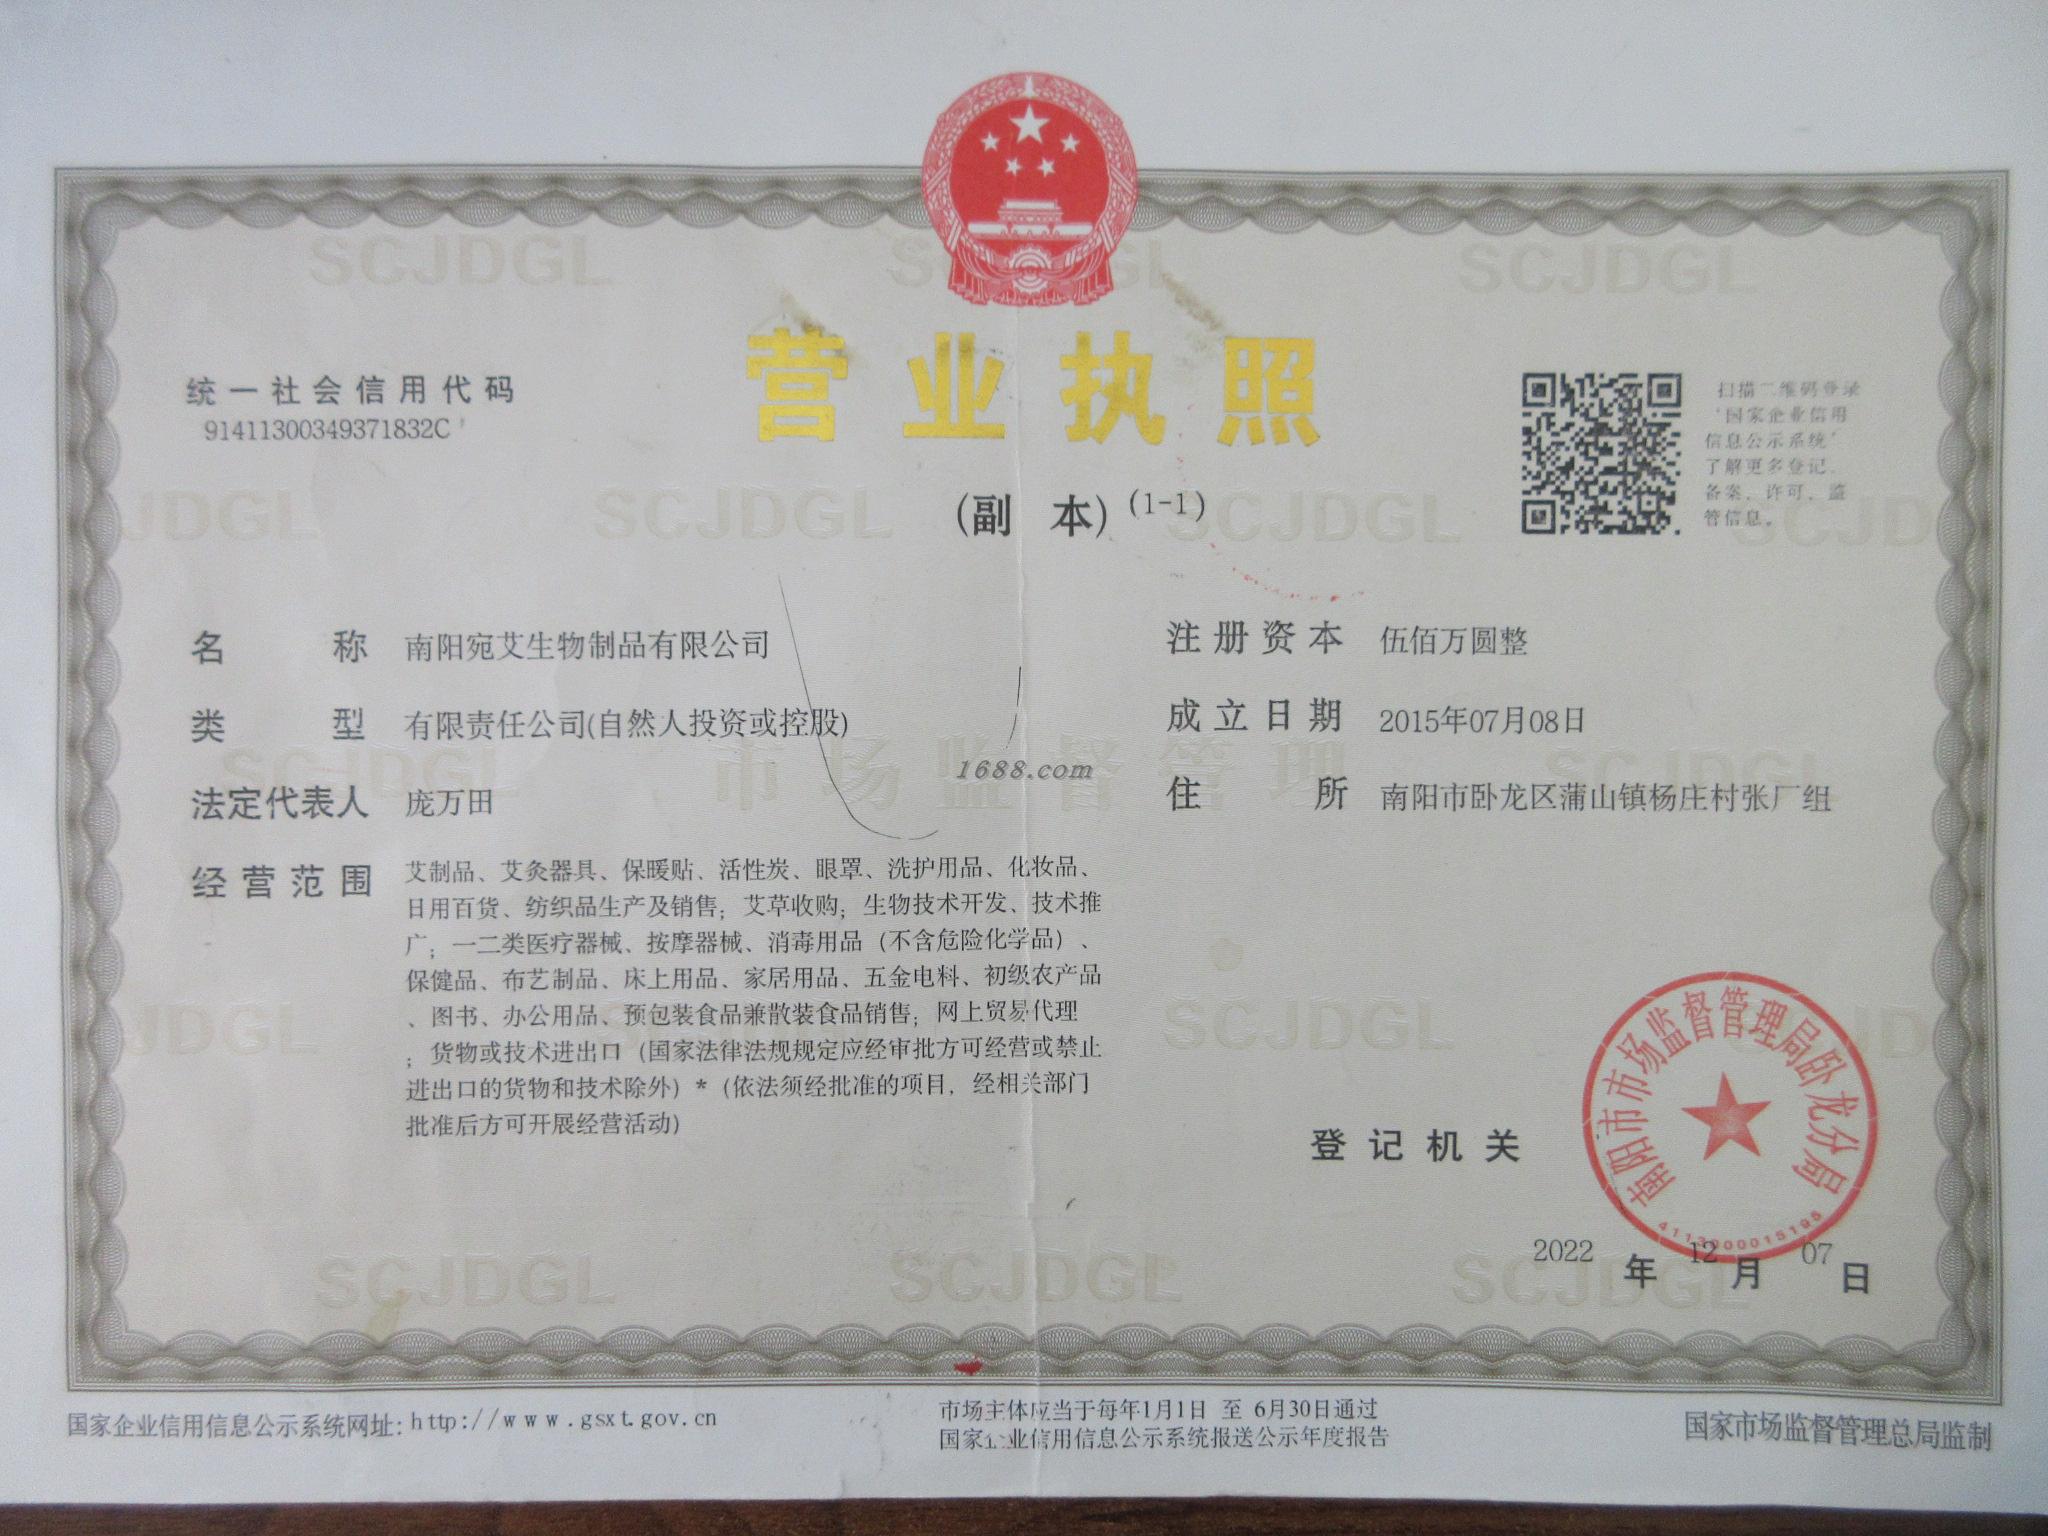 营业执照
(副 本) (1-1)
统一社会信用代码
91411300349371832C
扫描二维码登录
'国家企业信用
信息公示系统'
了解更多登记、
备案、许可、监
管信息。
名 称 南阳宛艾生物制品有限公司
类 型 有限责任公司(自然人投资或控股)
法定代表人 庞万田
经营范围 艾制品、艾灸器具、保暖贴、活性炭、眼罩、洗护用品、化妆品、
日用百货、纺织品生产及销售；艾草收购；生物技术开发、技术推
广；一二类医疗器械、按摩器械、消毒用品（不含危险化学品）、
保健品、布艺制品、床上用品、家居用品、五金电料、初级农产品
、图书、办公用品、预包装食品兼散装食品销售；网上贸易代理
；货物或技术进出口（国家法律法规规定应经审批方可经营或禁止
进出口的货物和技术除外）*（依法须经批准的项目，经相关部门
批准后方可开展经营活动）
注册资本 伍佰万圆整
成立日期 2015年07月08日
住 所 南阳市卧龙区蒲山镇杨庄村张厂组
1688.com
市场监督管理
登记机关
南阳市市场监督管理局卧龙分局
4113000015195
2022 年 12 月 07 日
SCJDGL
国家企业信用信息公示系统网址: http://www.gsxt.gov.cn
市场主体应当于每年1月1日 至 6月30日通过
国家企业信用信息公示系统报送公示年度报告
国家市场监督管理总局监制